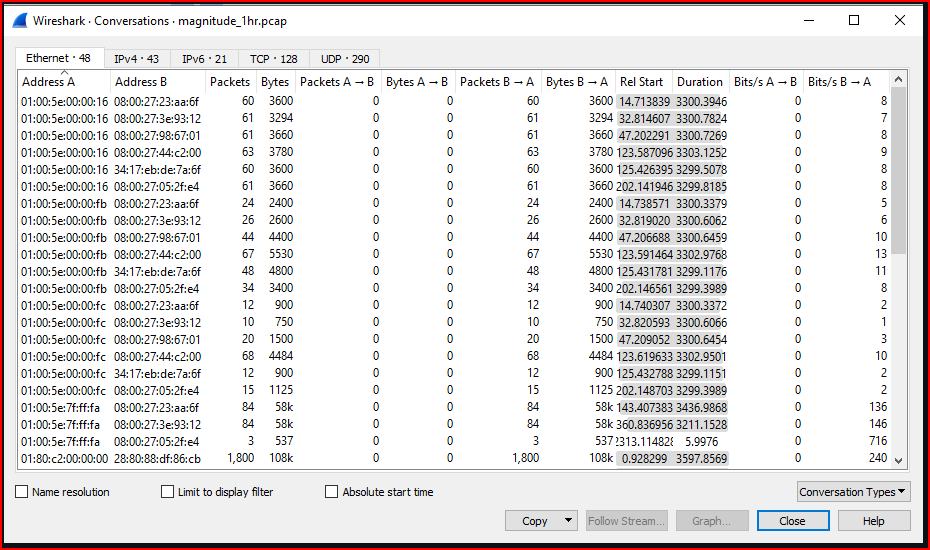 Wireshark · Conversations · magnitude_1hr.pcap
Ethernet · 48 IPv4 · 43 IPv6 · 21 TCP · 128 UDP · 290
Address A Address B Packets Bytes Packets A → B Bytes A → B Packets B → A Bytes B → A Rel Start Duration Bits/s A → B Bits/s B → A
01:00:5e:00:00:16 08:00:27:23:aa:6f 60 3600 0 0 60 3600 14.713839 3300.3946 0 8
01:00:5e:00:00:16 08:00:27:3e:93:12 61 3294 0 0 61 3294 32.814607 3300.7824 0 7
01:00:5e:00:00:16 08:00:27:98:67:01 61 3660 0 0 61 3660 47.202291 3300.7269 0 8
01:00:5e:00:00:16 08:00:27:44:c2:00 63 3780 0 0 63 3780 123.587096 3303.1252 0 9
01:00:5e:00:00:16 34:17:eb:de:7a:6f 60 3600 0 0 60 3600 125.426395 3299.5078 0 8
01:00:5e:00:00:16 08:00:27:05:2f:e4 61 3660 0 0 61 3660 202.141946 3299.8185 0 8
01:00:5e:00:00:fb 08:00:27:23:aa:6f 24 2400 0 0 24 2400 14.738571 3300.3379 0 5
01:00:5e:00:00:fb 08:00:27:3e:93:12 26 2600 0 0 26 2600 32.819020 3300.6062 0 6
01:00:5e:00:00:fb 08:00:27:98:67:01 44 4400 0 0 44 4400 47.206688 3300.6459 0 10
01:00:5e:00:00:fb 08:00:27:44:c2:00 67 5530 0 0 67 5530 123.591464 3302.9768 0 13
01:00:5e:00:00:fb 34:17:eb:de:7a:6f 48 4800 0 0 48 4800 125.431781 3299.1176 0 11
01:00:5e:00:00:fb 08:00:27:05:2f:e4 34 3400 0 0 34 3400 202.146561 3299.3989 0 8
01:00:5e:00:00:fc 08:00:27:23:aa:6f 12 900 0 0 12 900 14.740307 3300.3372 0 2
01:00:5e:00:00:fc 08:00:27:3e:93:12 10 750 0 0 10 750 32.820593 3300.6066 0 1
01:00:5e:00:00:fc 08:00:27:98:67:01 20 1500 0 0 20 1500 47.209052 3300.6454 0 3
01:00:5e:00:00:fc 08:00:27:44:c2:00 68 4484 0 0 68 4484 123.619633 3302.9501 0 10
01:00:5e:00:00:fc 34:17:eb:de:7a:6f 12 900 0 0 12 900 125.432788 3299.1151 0 2
01:00:5e:00:00:fc 08:00:27:05:2f:e4 15 1125 0 0 15 1125 202.148703 3299.3989 0 2
01:00:5e:7f:ff:fa 08:00:27:23:aa:6f 84 58k 0 0 84 58k 143.407383 3436.9868 0 136
01:00:5e:7f:ff:fa 08:00:27:3e:93:12 84 58k 0 0 84 58k 360.836956 3211.1528 0 146
01:00:5e:7f:ff:fa 08:00:27:05:2f:e4 3 537 0 0 3 537 2313.114828 5.9976 0 716
01:80:c2:00:00:00 28:80:88:df:86:cb 1,800 108k 0 0 1,800 108k 0.928299 3597.8569 0 240
Name resolution Limit to display filter Absolute start time Conversation Types
Copy Follow Stream... Graph... Close Help